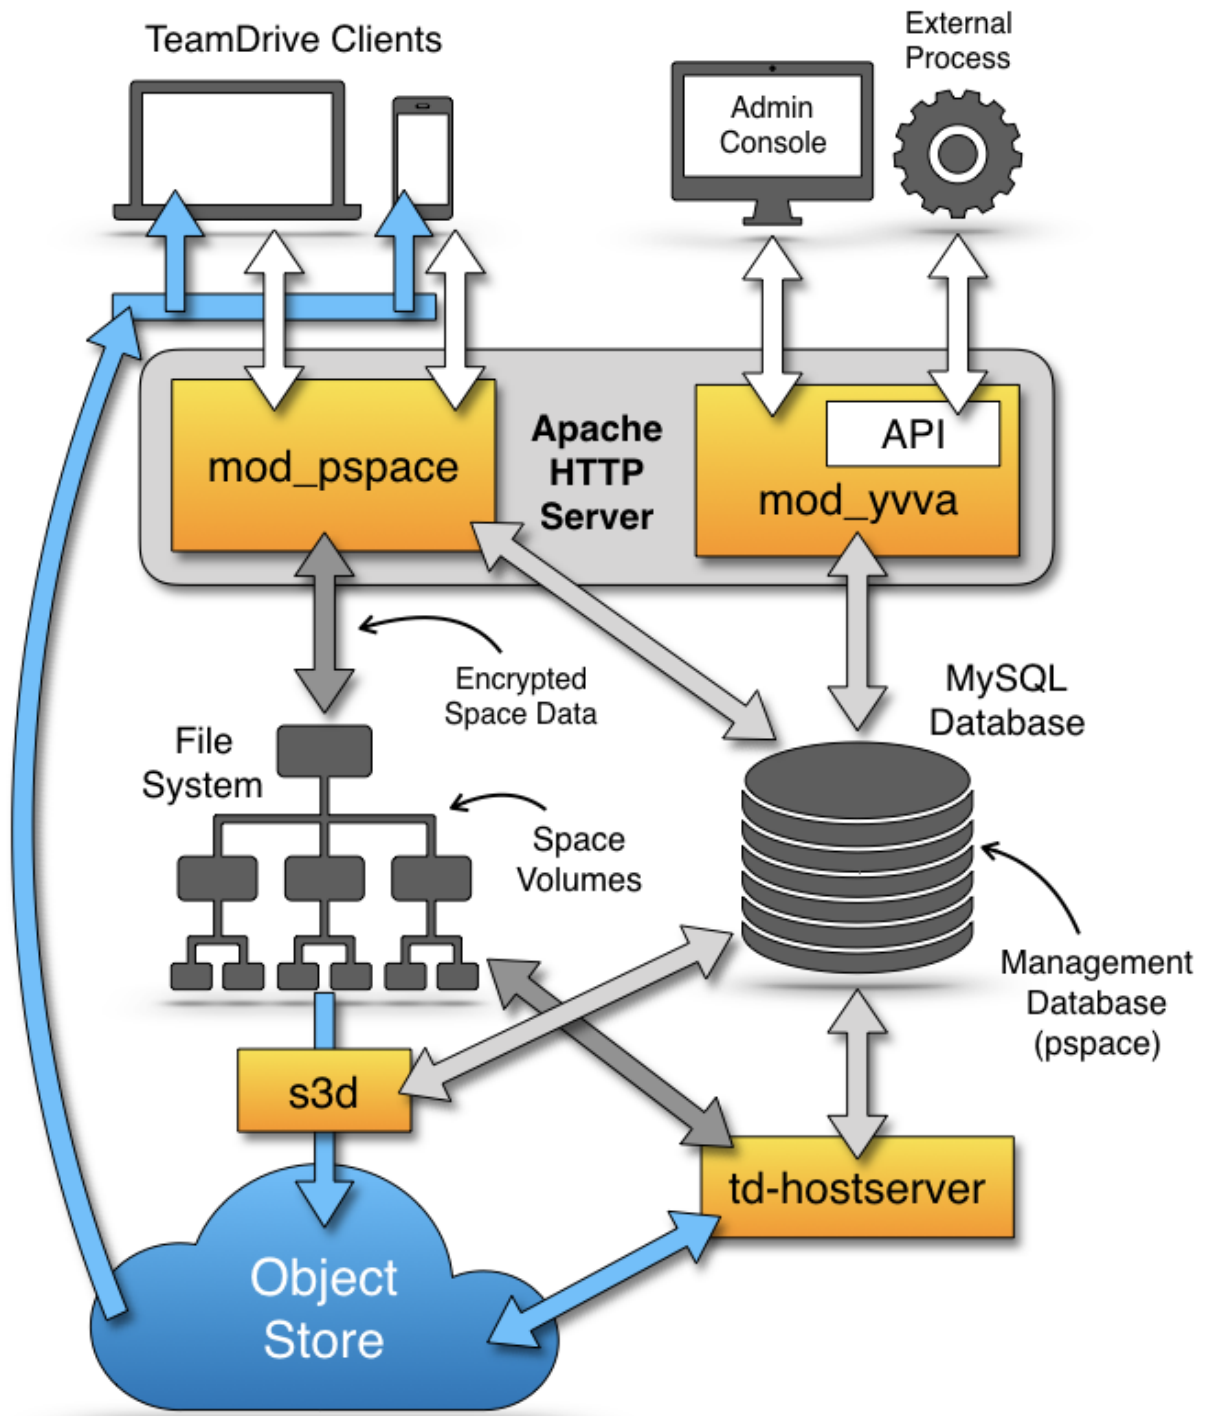 TeamDrive Clients
External
Process
Admin
Console
mod_pspace
Apache
HTTP
Server
API
mod_yvva
Encrypted
Space Data
MySQL
Database
File
System
Space
Volumes
Management
Database
(pspace)
s3d
td-hostserver
Object
Store